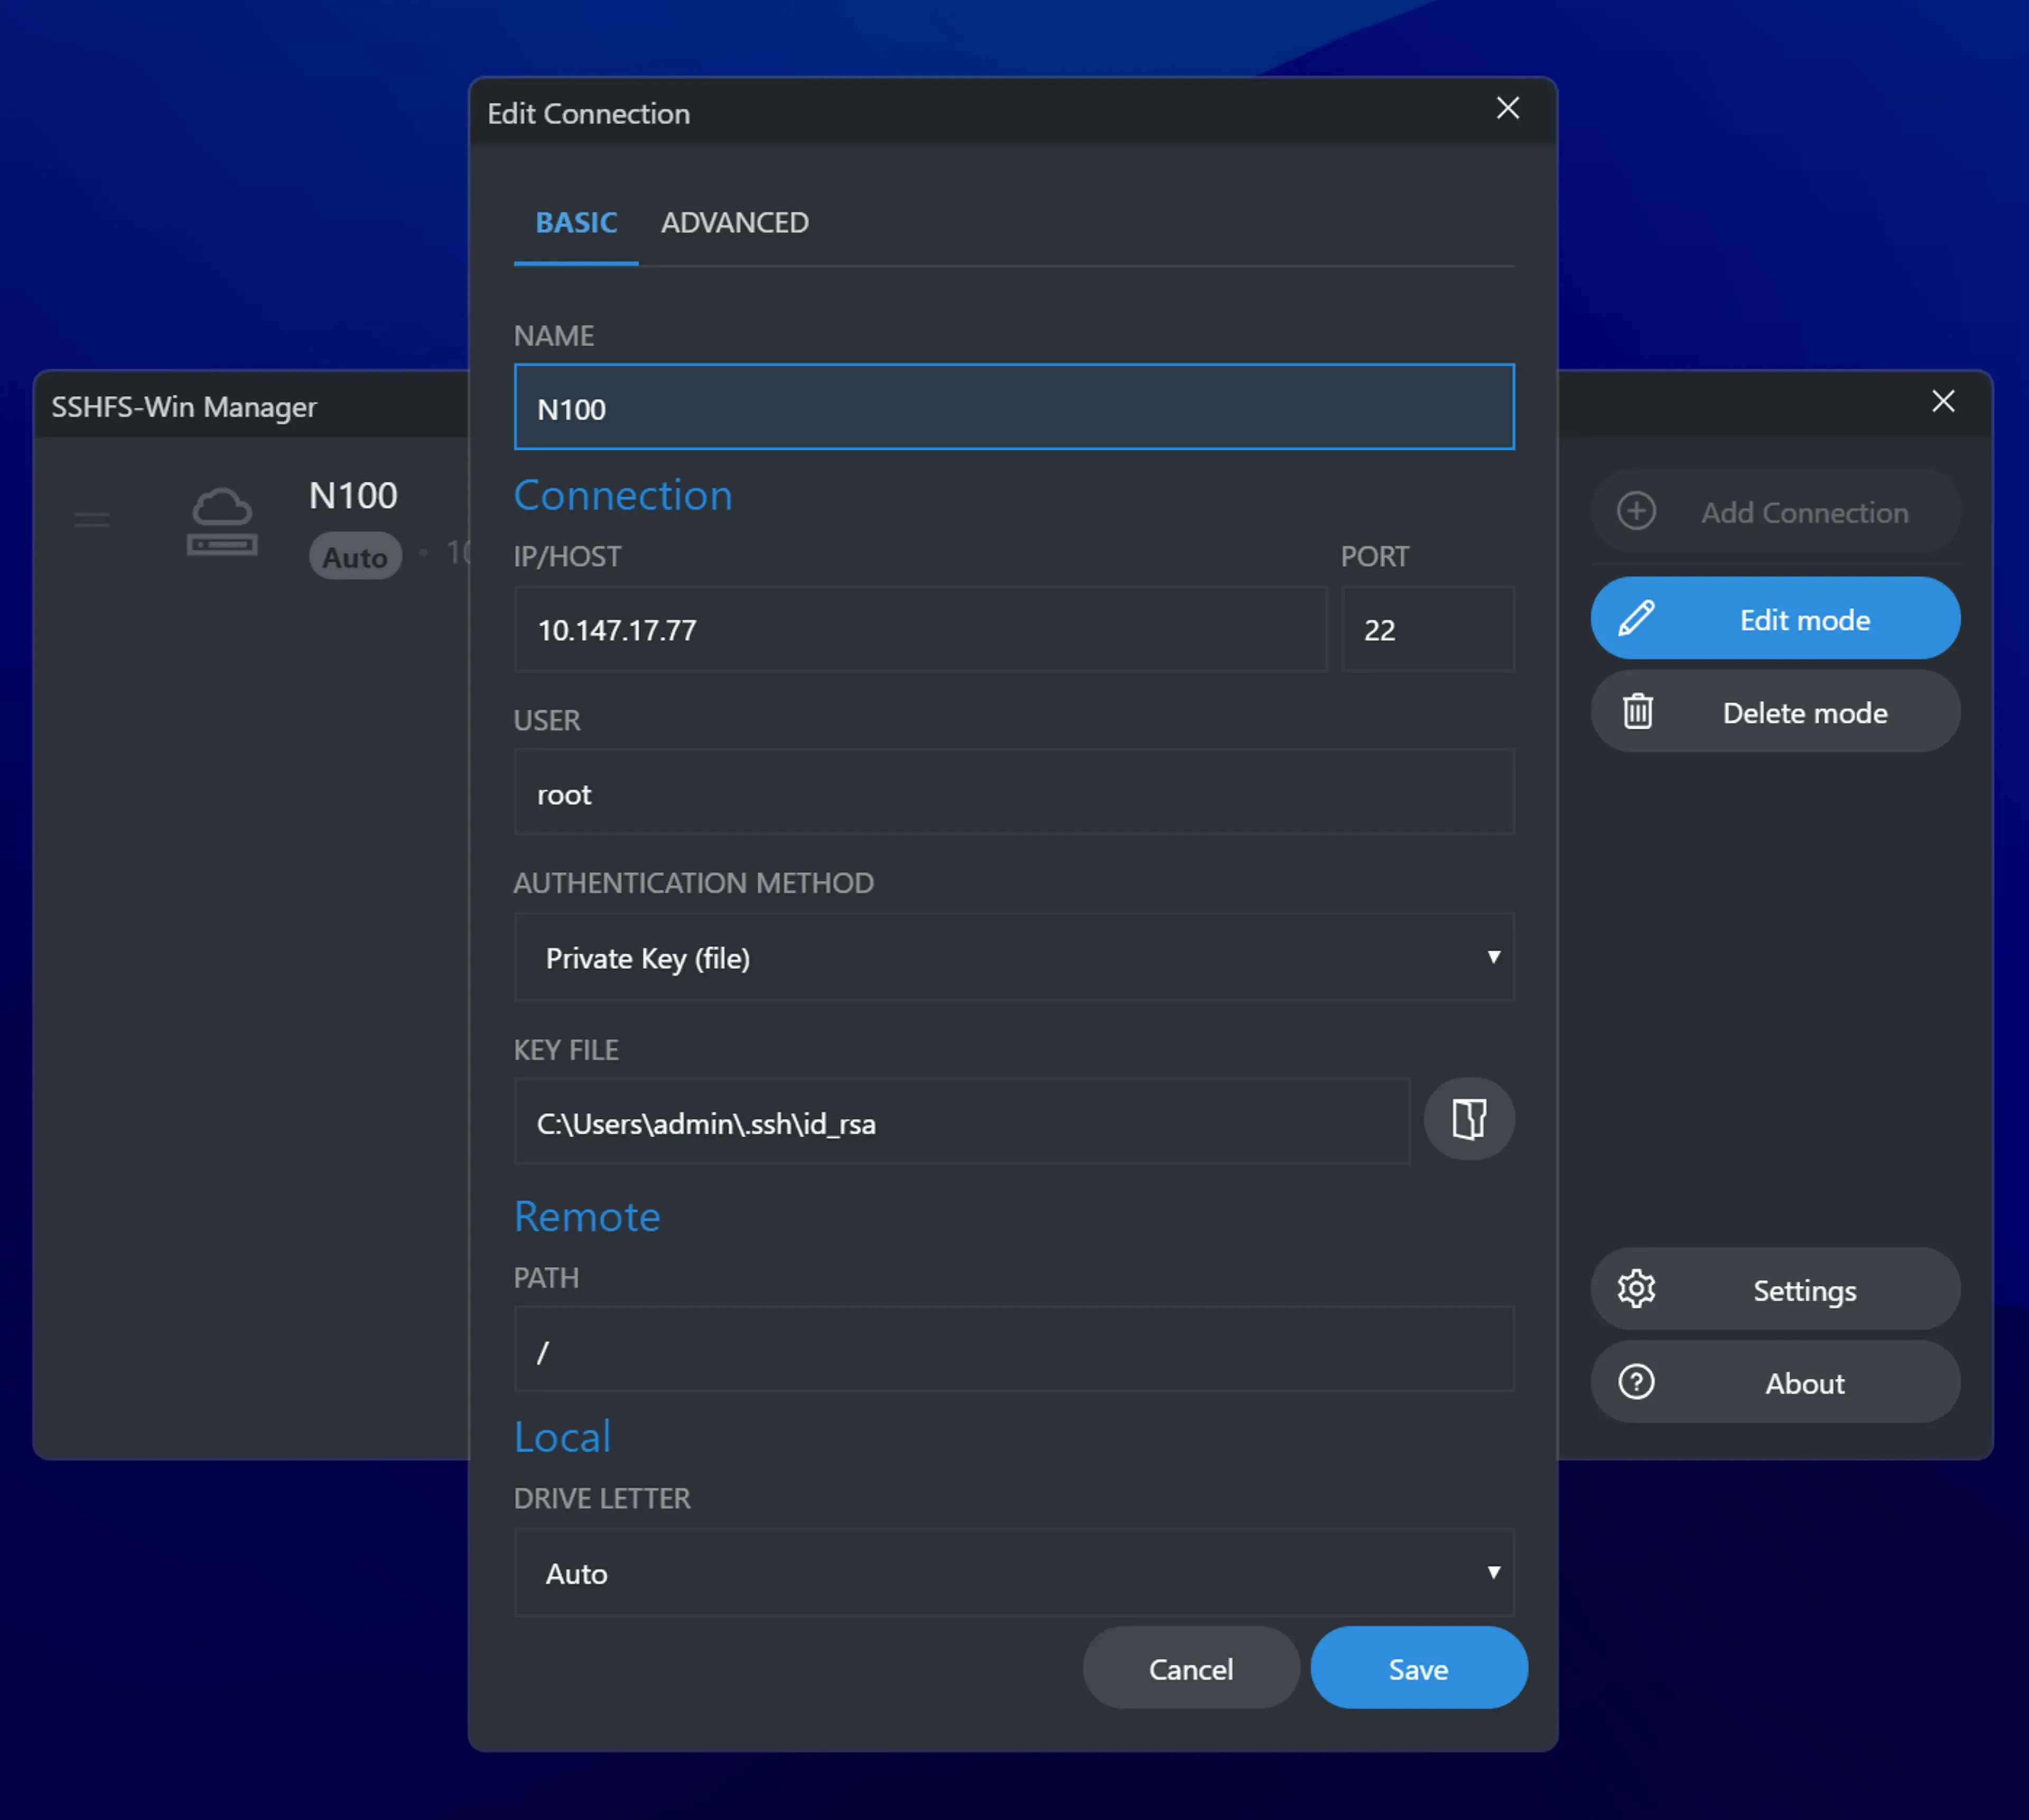 Edit Connection
BASIC ADVANCED
NAME
N100
Connection
IP/HOST PORT
10.147.17.77 22
USER
root
AUTHENTICATION METHOD
Private Key (file)
KEY FILE
C:\Users\admin\.ssh\id_rsa
Remote
PATH
/
Local
DRIVE LETTER
Auto
Cancel Save
SSHFS-Win Manager
N100
Auto
Add Connection
Edit mode
Delete mode
Settings
About